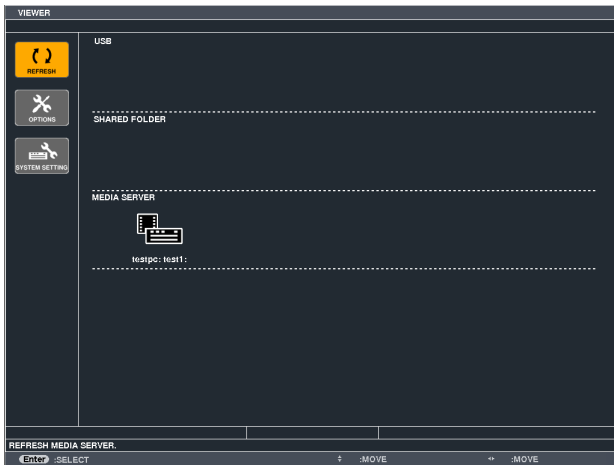 VIEWER
REFRESH
OPTIONS
SYSTEM SETTING
USB
SHARED FOLDER
MEDIA SERVER
testpc: test1:
REFRESH MEDIA SERVER.
Enter :SELECT :MOVE :MOVE